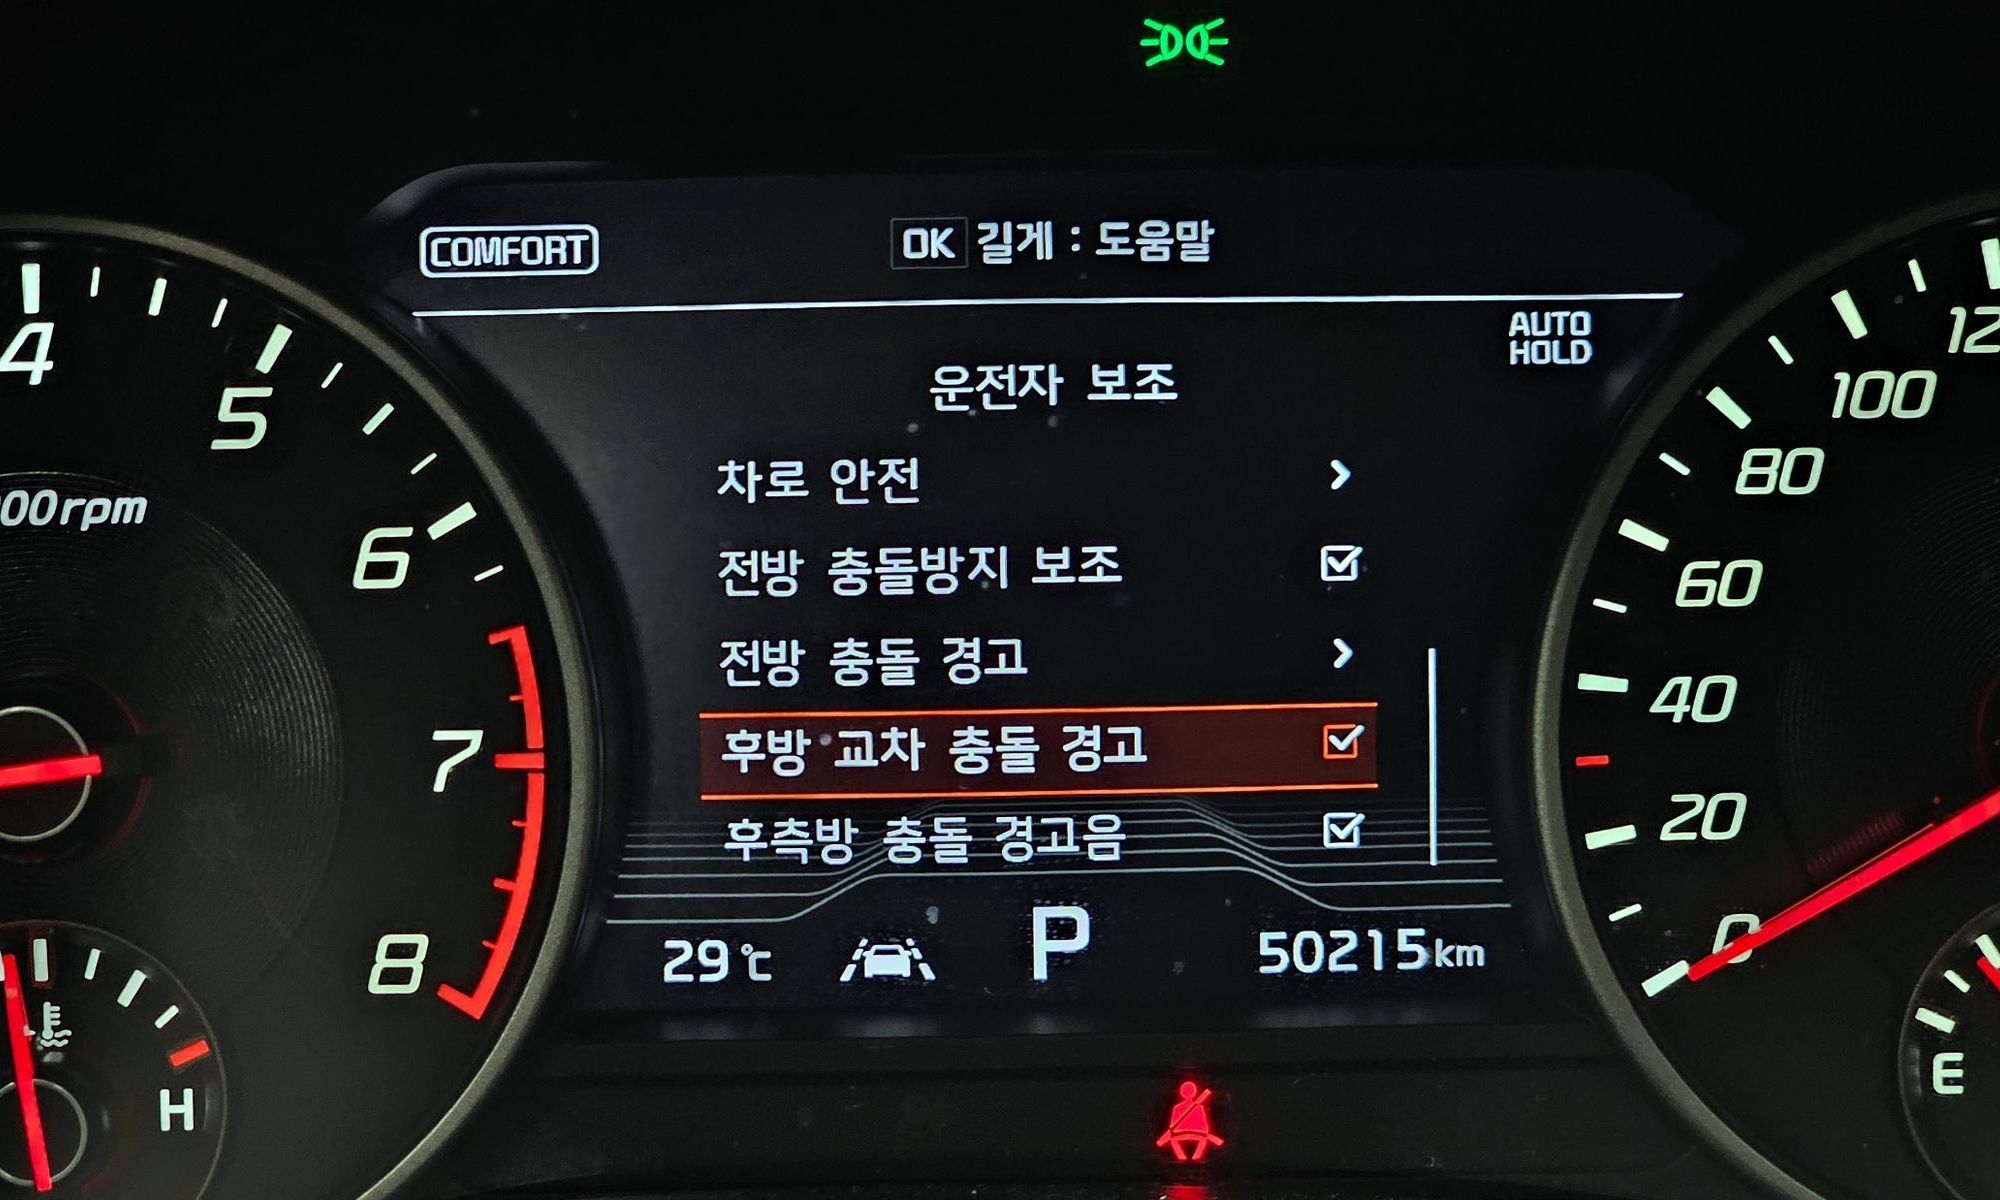 COMFORT
OK 길게 : 도움말
AUTO
HOLD
운전자 보조
차로 안전
전방 충돌방지 보조
전방 충돌 경고
후방 교차 충돌 경고
후측방 충돌 경고음
29℃
P
50215km
4
5
6
7
8
00rpm
H
12
100
80
60
40
20
0
E